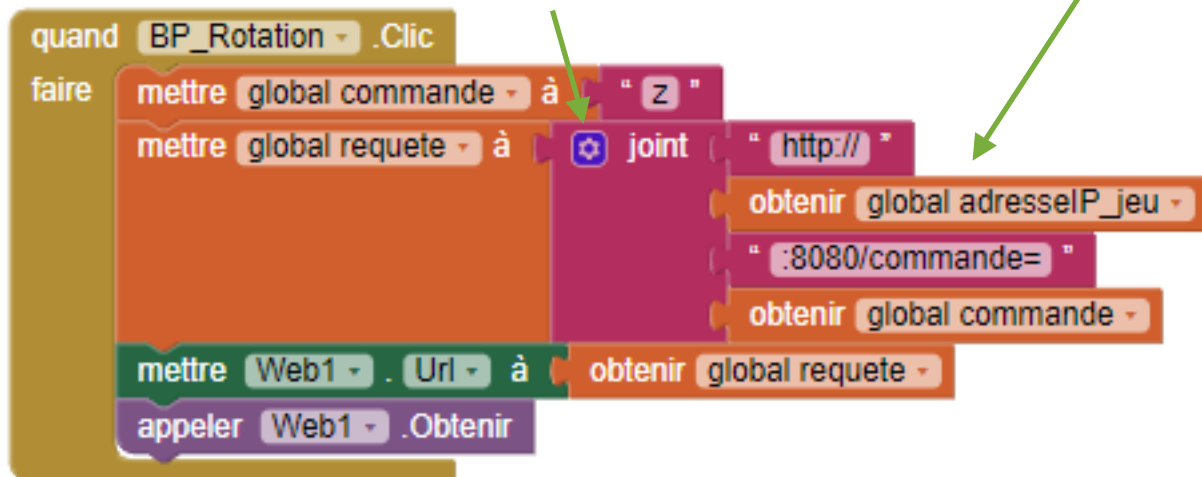 quand BP_Rotation .Clic
faire mettre global commande à " z "
mettre global requete à joint " http:// "
obtenir global adresseIP_jeu
" :8080/commande= "
obtenir global commande
mettre Web1 . Url à obtenir global requete
appeler Web1 .Obtenir